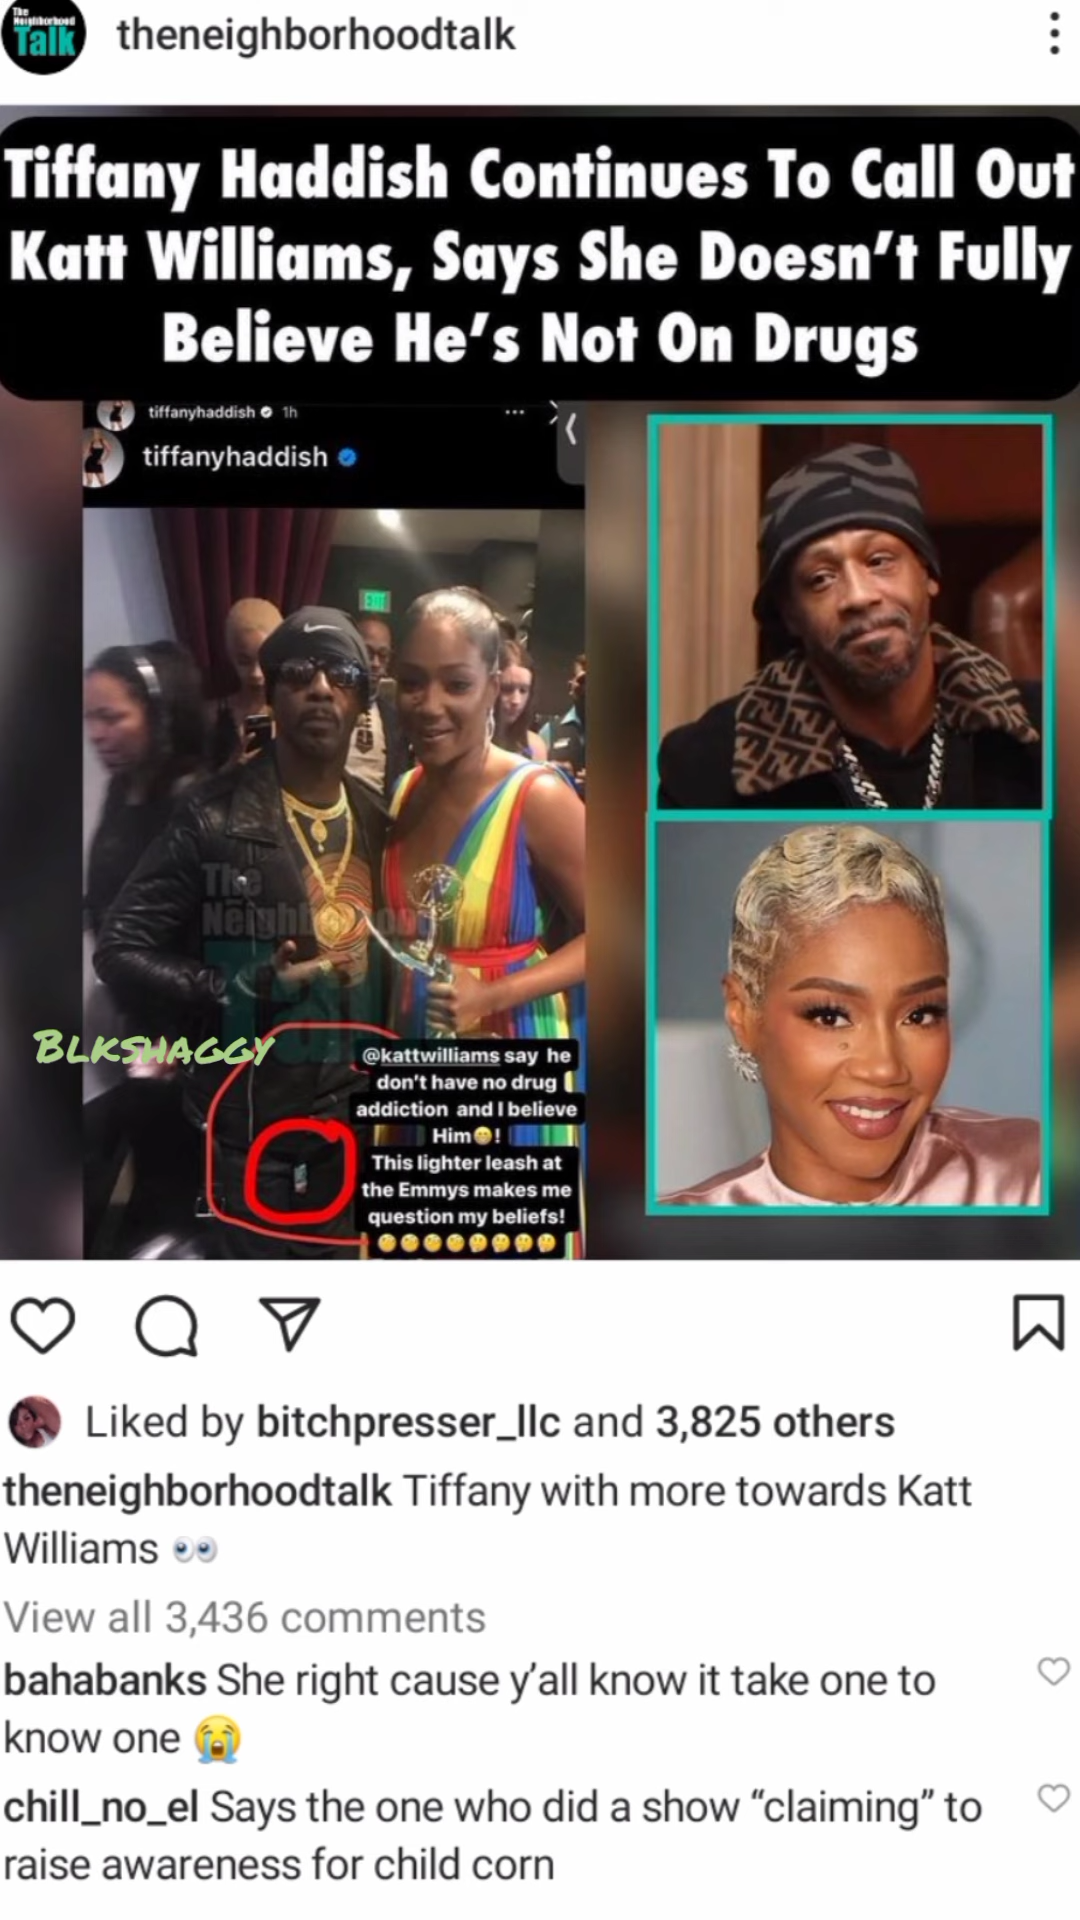 The
Neighborhood
Talk
theneighborhoodtalk
Tiffany Haddish Continues To Call Out
Katt Williams, Says She Doesn't Fully
Believe He's Not On Drugs
tiffanyhaddish 1h
tiffanyhaddish
EXIT
The
Neighborhood
Talk
BLKSHAGGY
@kattwilliams say he
don't have no drug
addiction and I believe
Him😁!
This lighter leash at
the Emmys makes me
question my beliefs!
🤔🤔🤔🤔🤔🤔🤔🤔
Liked by bitchpresser_llc and 3,825 others
theneighborhoodtalk Tiffany with more towards Katt
Williams 👀
View all 3,436 comments
bahabanks She right cause y'all know it take one to
know one 😭
chill_no_el Says the one who did a show "claiming" to
raise awareness for child corn